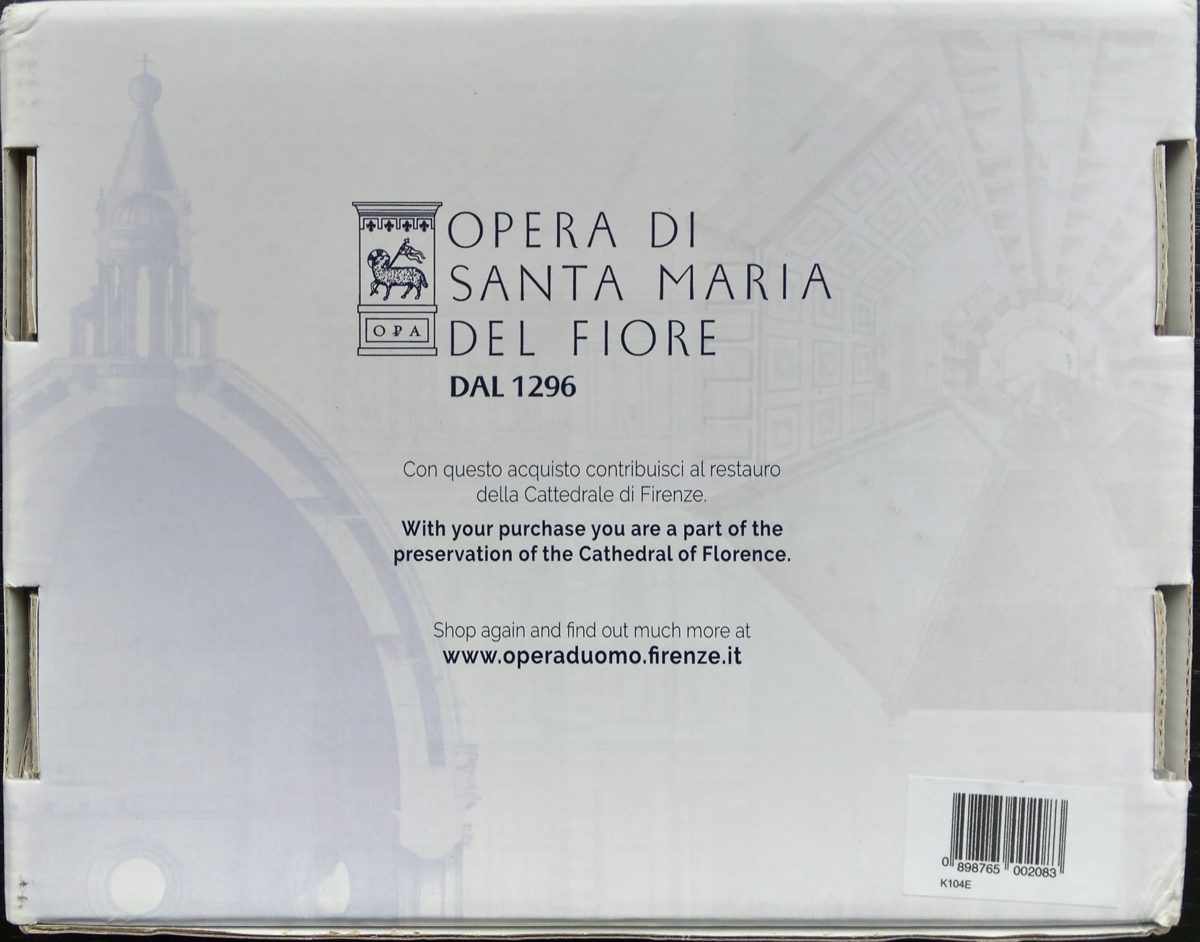 OPERA DI
SANTA MARIA
DEL FIORE
OPA
DAL 1296
Con questo acquisto contribuisci al restauro
della Cattedrale di Firenze.
With your purchase you are a part of the
preservation of the Cathedral of Florence.
Shop again and find out much more at
www.operaduomo.firenze.it
0 898765 002083
K104E